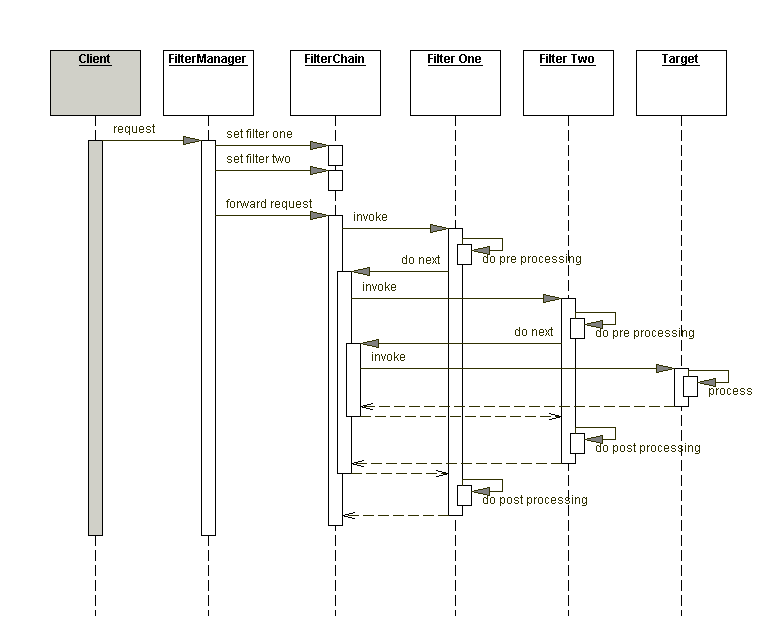 Client
FilterManager
FilterChain
Filter One
Filter Two
Target
request
set filter one
set filter two
forward request
invoke
do pre processing
do next
invoke
do pre processing
do next
invoke
process
do post processing
do post processing